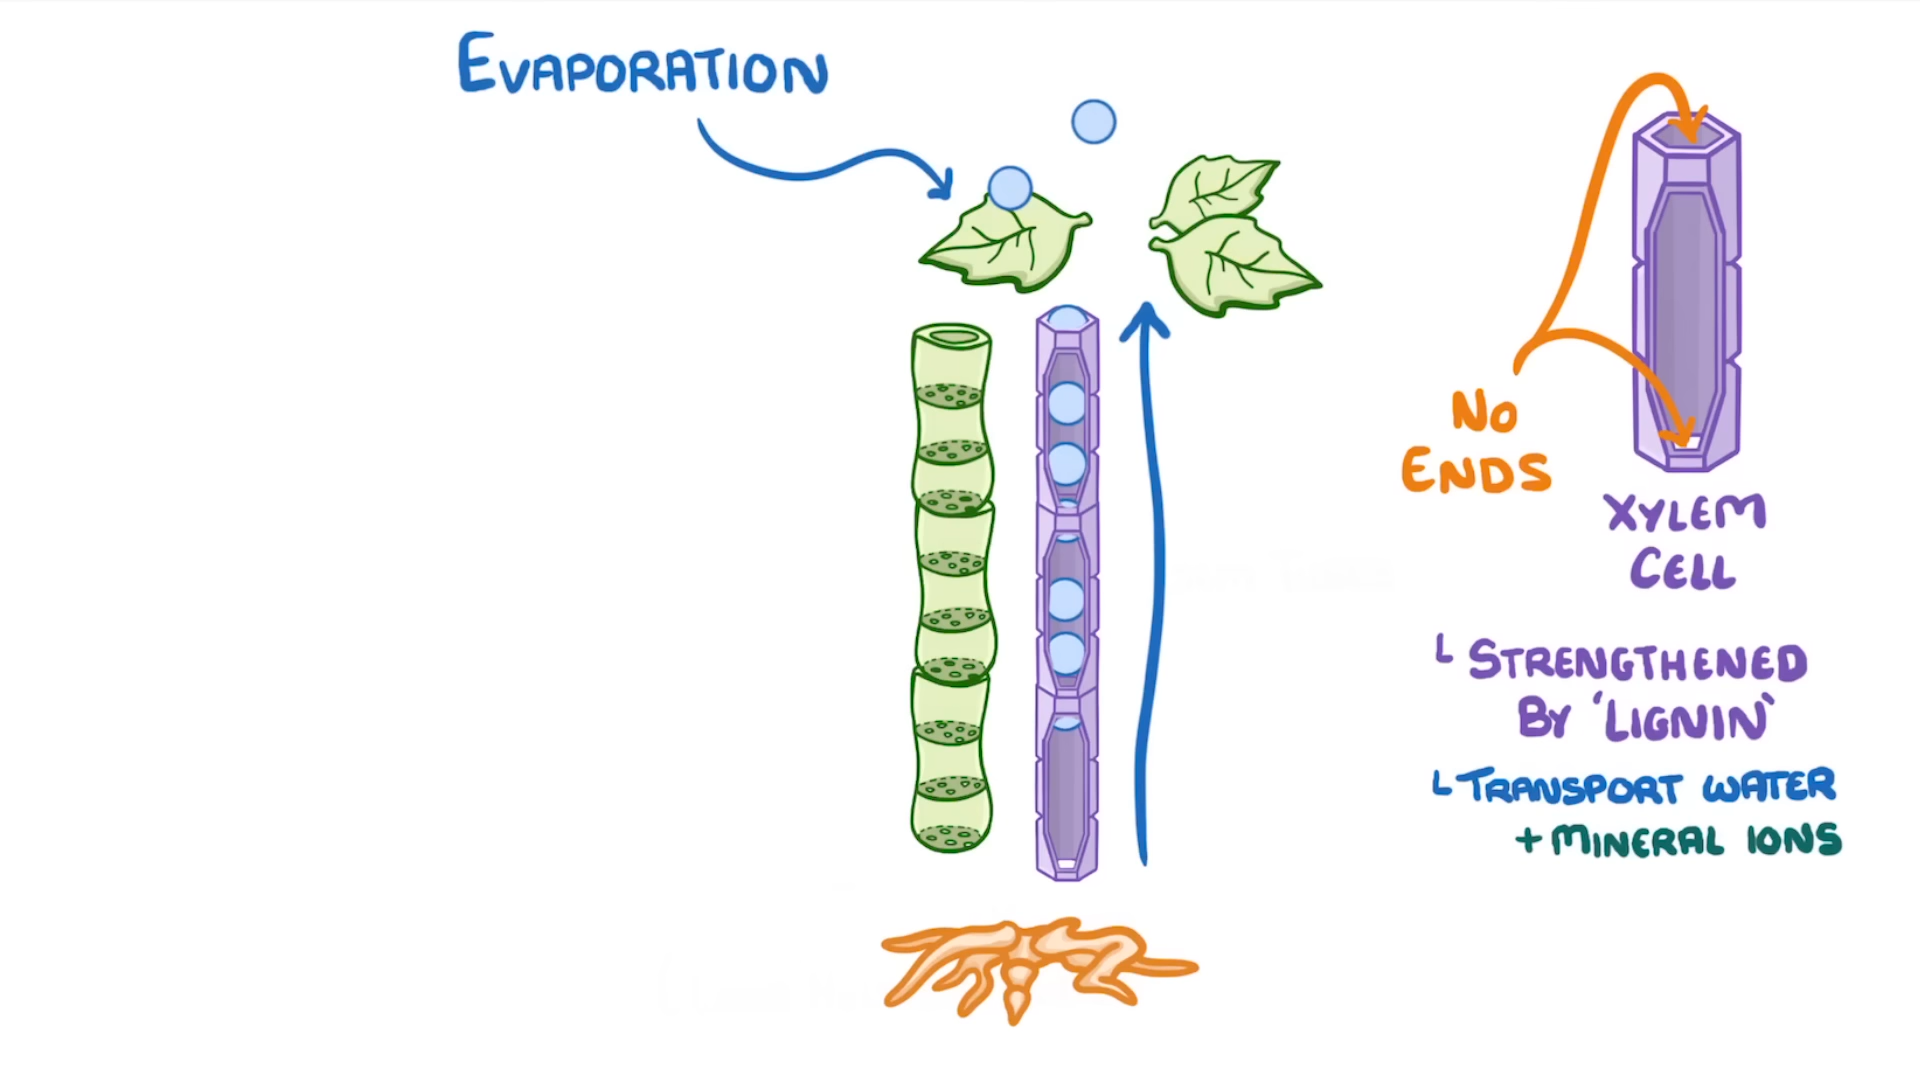 EVAPORATION
NO
ENDS
XYLEM
CELL
STRENGTHENED
BY 'LIGNIN'
TRANSPORT WATER
+ MINERAL IONS